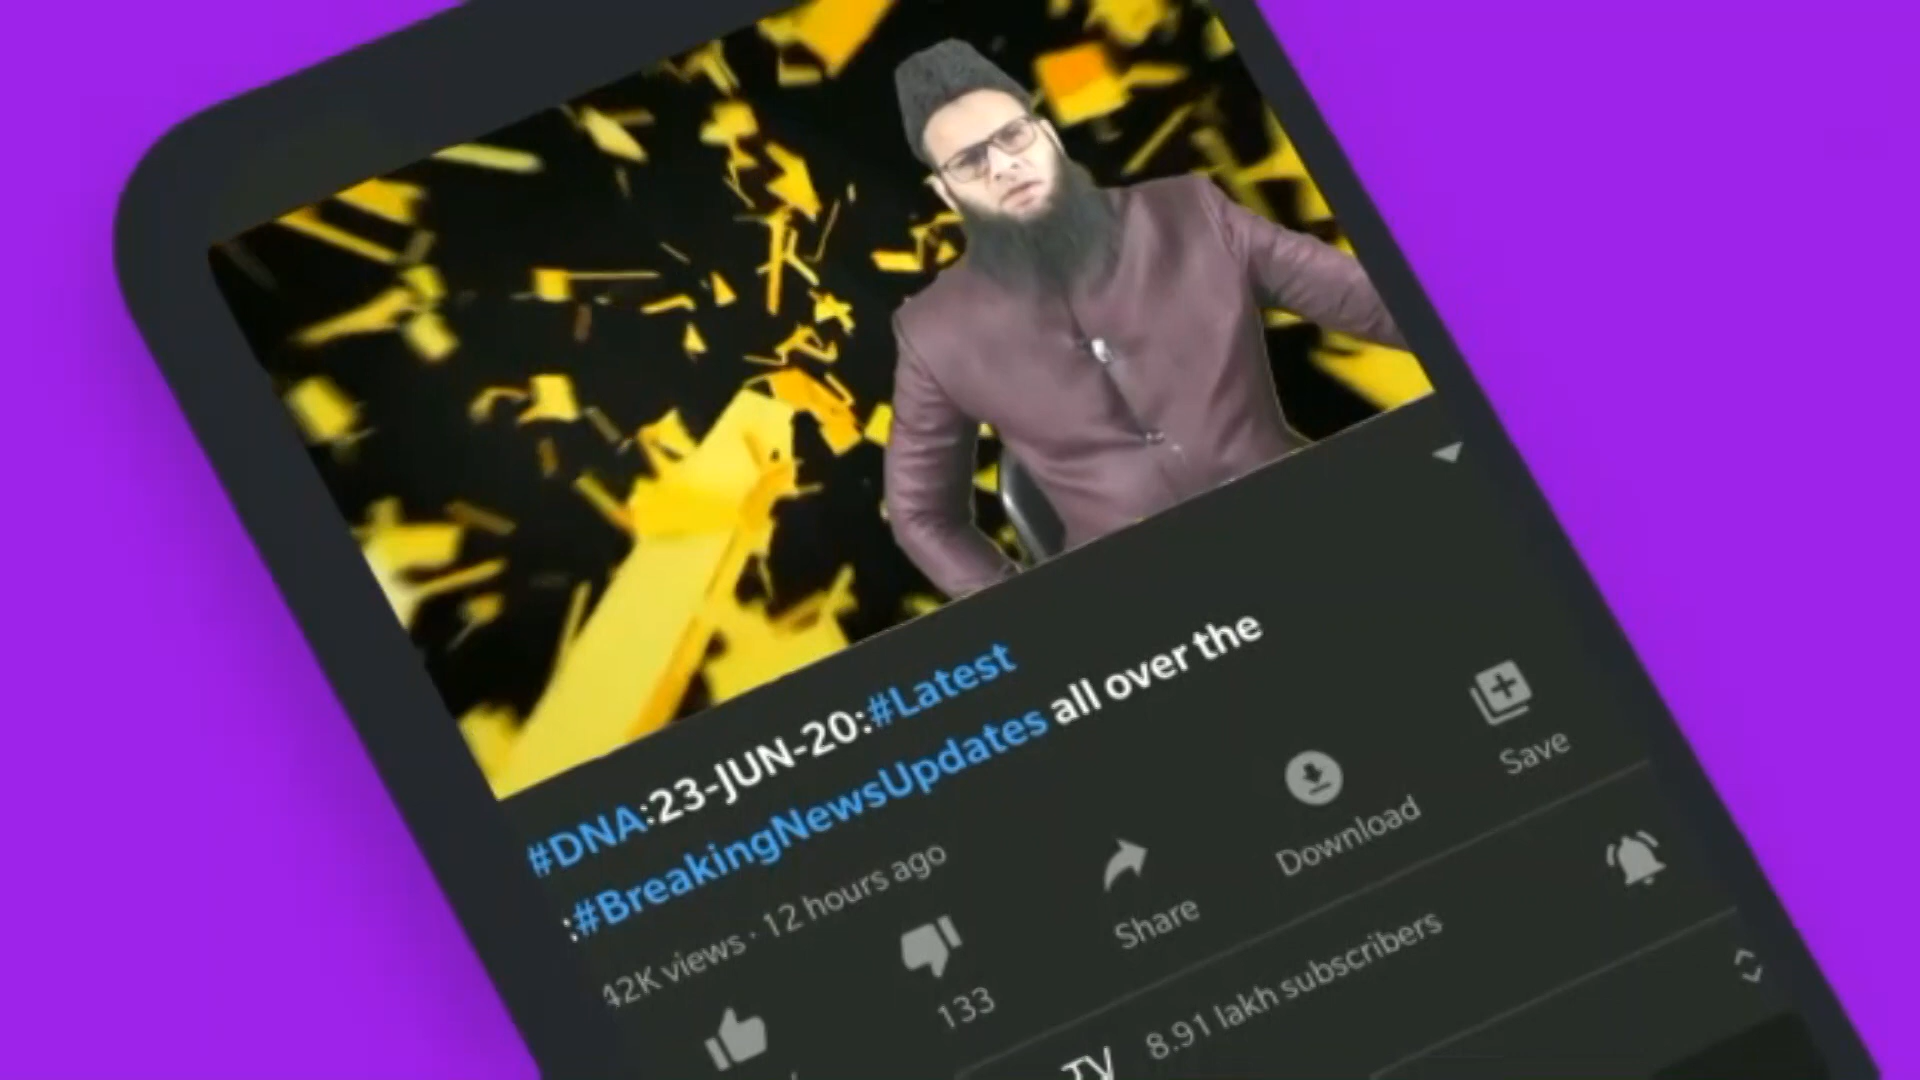 #DNA:23-JUN-20:#Latest
:#BreakingNewsUpdates all over the
42K views · 12 hours ago
133
Share
Download
Save
TV
8.91 lakh subscribers